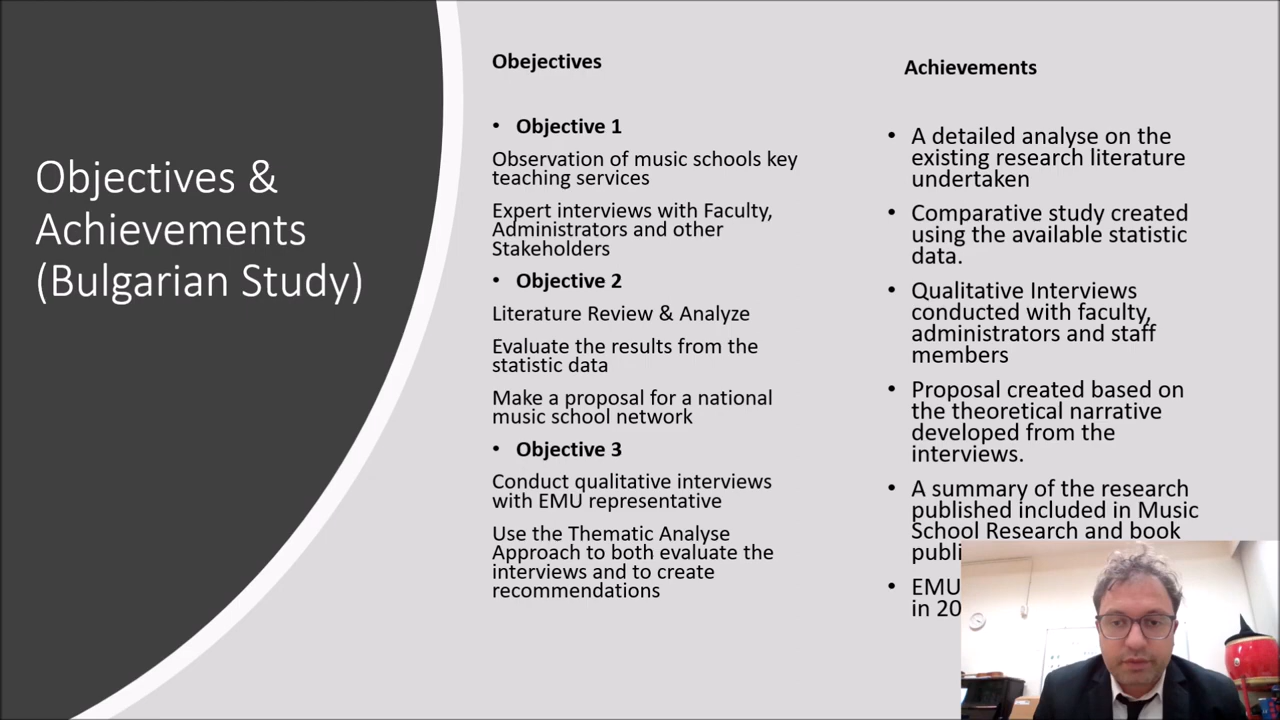 Objectives &
Achievements
(Bulgarian Study)
Obejectives
• Objective 1
Observation of music schools key
teaching services
Expert interviews with Faculty,
Administrators and other
Stakeholders
• Objective 2
Literature Review & Analyze
Evaluate the results from the
statistic data
Make a proposal for a national
music school network
• Objective 3
Conduct qualitative interviews
with EMU representative
Use the Thematic Analyse
Approach to both evaluate the
interviews and to create
recommendations
Achievements
• A detailed analyse on the
existing research literature
undertaken
• Comparative study created
using the available statistic
data.
• Qualitative Interviews
conducted with faculty,
administrators and staff
members
• Proposal created based on
the theoretical narrative
developed from the
interviews.
• A summary of the research
published included in Music
School Research and book
• EMU
in